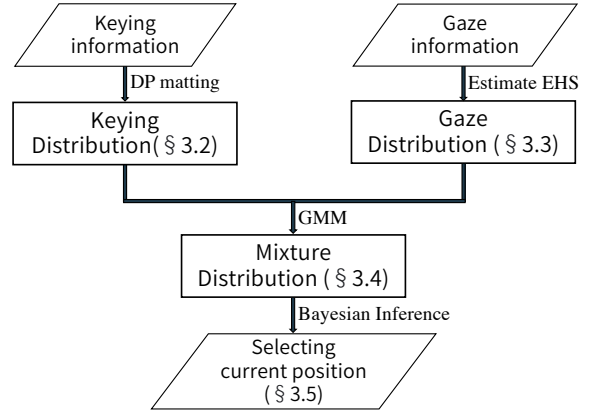 Keying
information
Gaze
information
DP matting
Estimate EHS
Keying
Distribution(§3.2)
Gaze
Distribution (§3.3)
GMM
Mixture
Distribution (§3.4)
Bayesian Inference
Selecting
current position
(§3.5)